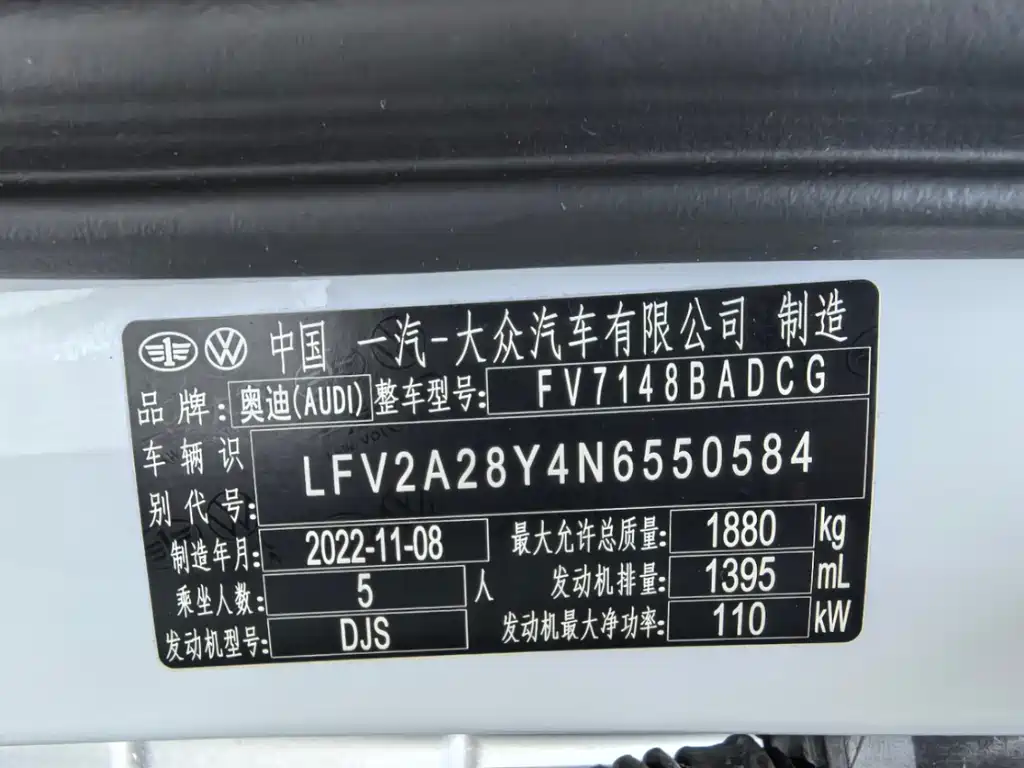 中国 一汽-大众汽车有限公司 制造
品牌: 奥迪(AUDI) 整车型号: FV7148BADCG
车辆识别代号: LFV2A28Y4N6550584
制造年月: 2022-11-08 最大允许总质量: 1880 kg
乘坐人数: 5 人 发动机排量: 1395 mL
发动机型号: DJS 发动机最大净功率: 110 kW